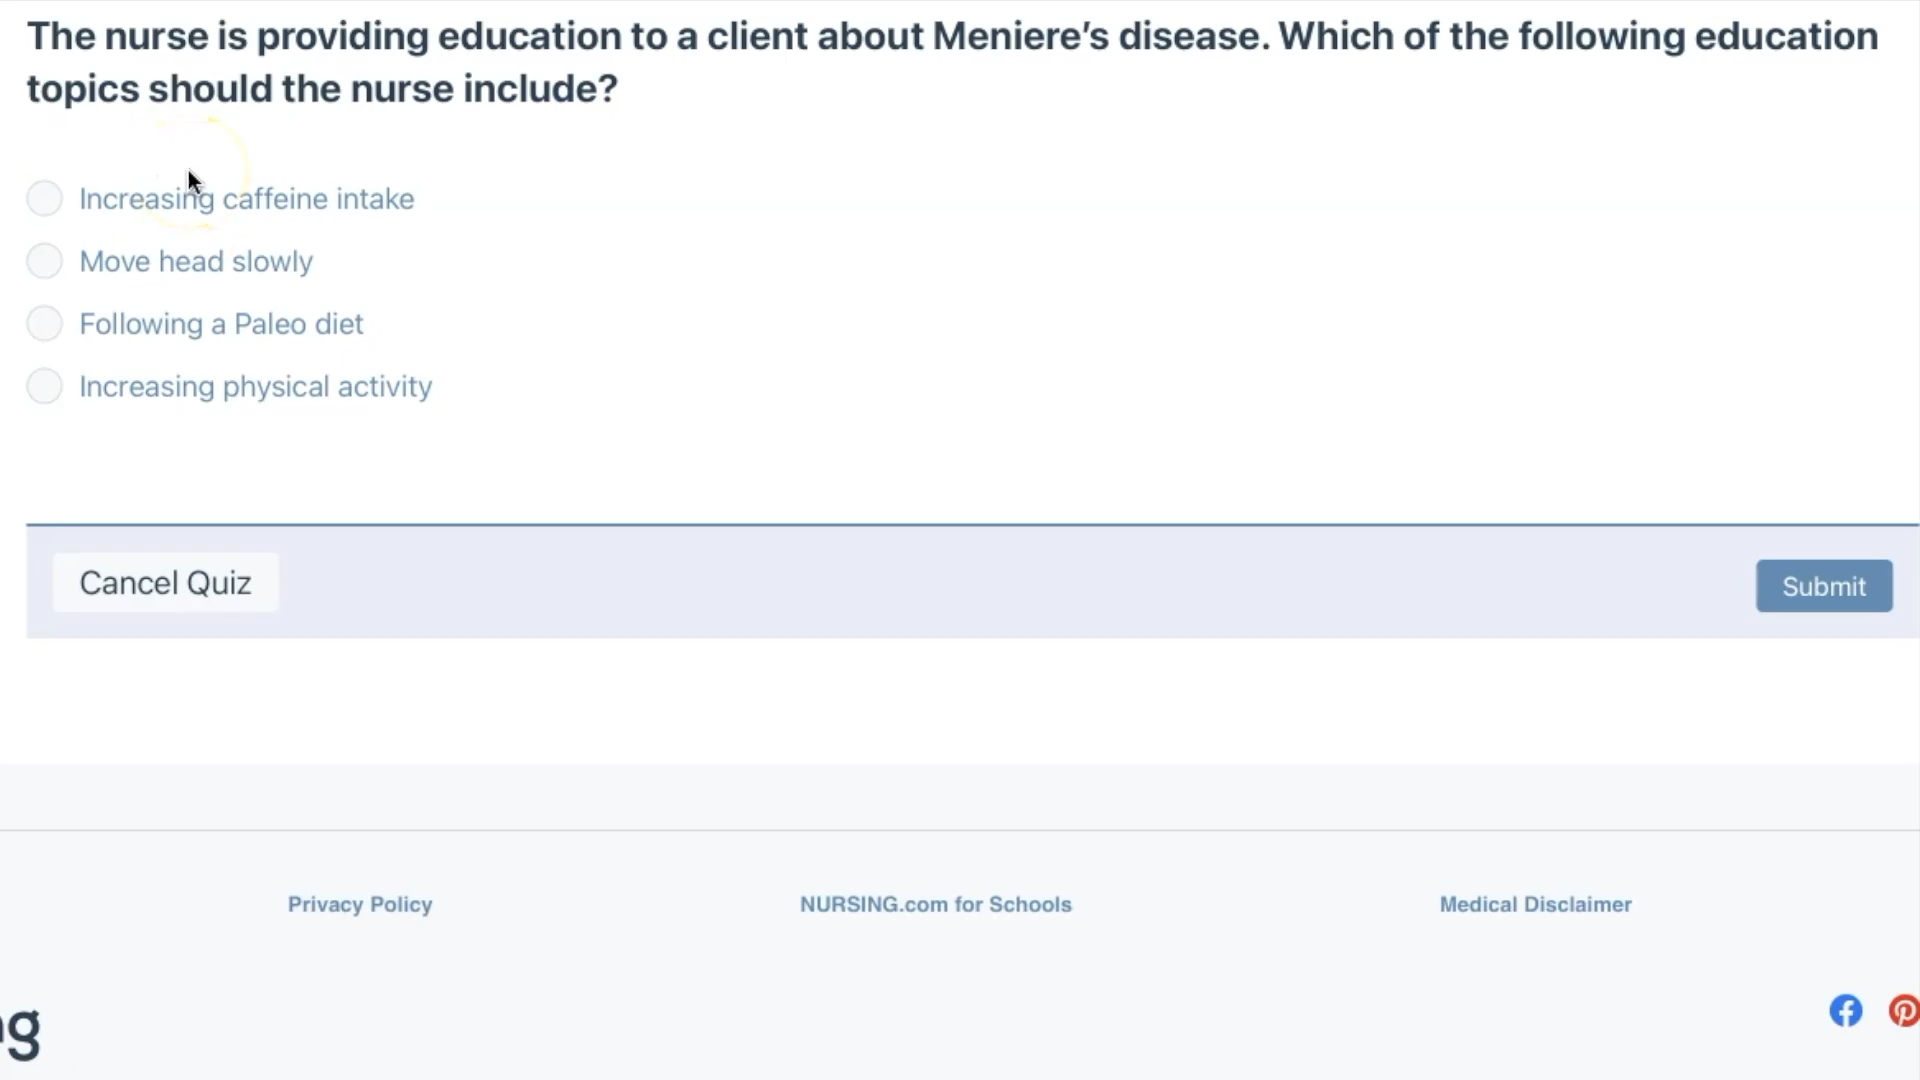 The nurse is providing education to a client about Meniere’s disease. Which of the following education
topics should the nurse include?
Increasing caffeine intake
Move head slowly
Following a Paleo diet
Increasing physical activity
Cancel Quiz
Submit
Privacy Policy
NURSING.com for Schools
Medical Disclaimer
ng